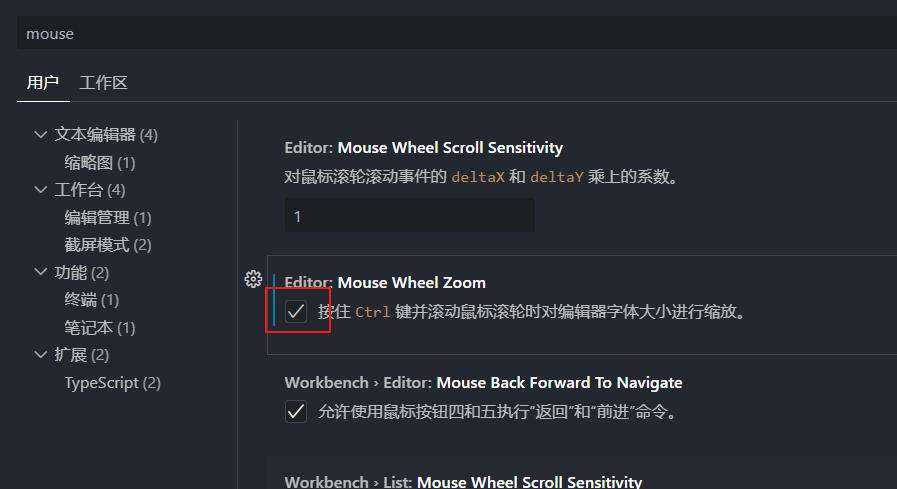 mouse
用户 工作区
文本编辑器 (4)
缩略图 (1)
工作台 (4)
编辑管理 (1)
截屏模式 (2)
功能 (2)
终端 (1)
笔记本 (1)
扩展 (2)
TypeScript (2)
Editor: Mouse Wheel Scroll Sensitivity
对鼠标滚轮滚动事件的 deltaX 和 deltaY 乘上的系数。
1
Editor: Mouse Wheel Zoom
按住 Ctrl 键并滚动鼠标滚轮时对编辑器字体大小进行缩放。
Workbench › Editor: Mouse Back Forward To Navigate
允许使用鼠标按钮四和五执行“返回”和“前进”命令。
Workbench › List: Mouse Wheel Scroll Sensitivity